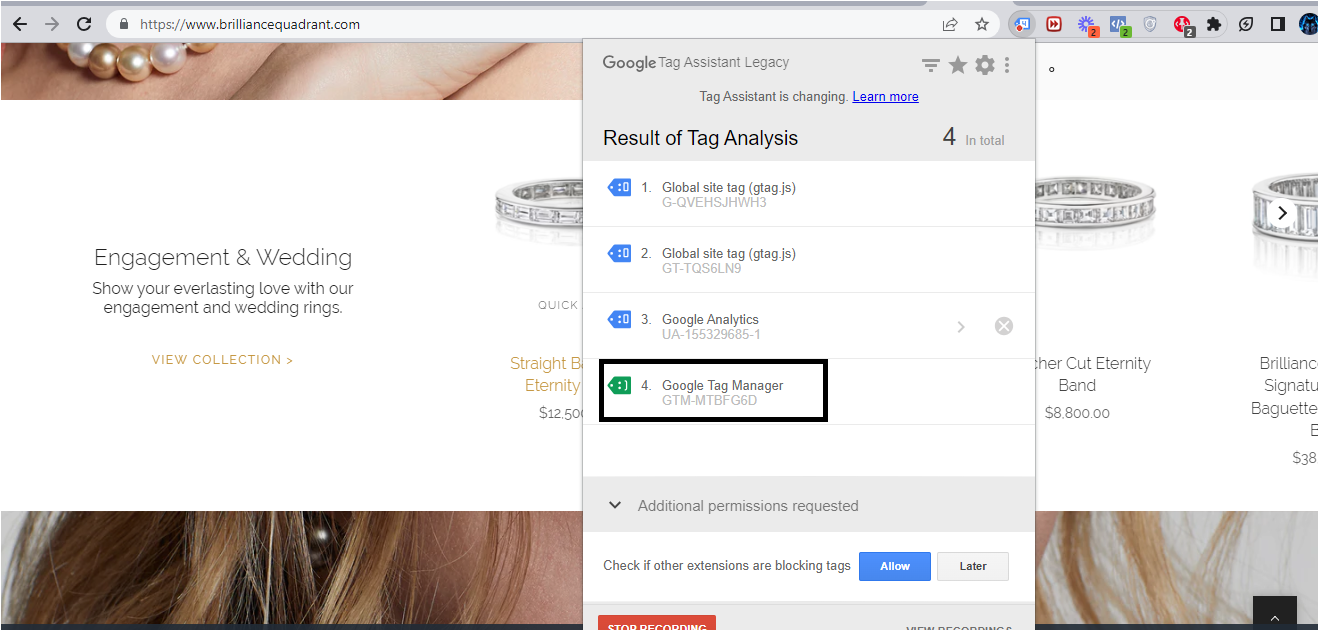 https://www.brilliancequadrant.com
4
2
2
2
Google Tag Assistant Legacy
Tag Assistant is changing. Learn more
Result of Tag Analysis
4 In total
1. Global site tag (gtag.js)
G-QVEHSJHWH3
2. Global site tag (gtag.js)
GT-TQS6LN9
3. Google Analytics
UA-155329685-1
4. Google Tag Manager
GTM-MTBFG6D
Additional permissions requested
Check if other extensions are blocking tags
Allow
Later
STOP RECORDING
VIEW RECORDINGS
Engagement & Wedding
Show your everlasting love with our
engagement and wedding rings.
VIEW COLLECTION >
QUICK
Straight Ba
Eternity
$12,500
cher Cut Eternity
Band
$8,800.00
Brillianc
Signatu
Baguette
E
$38